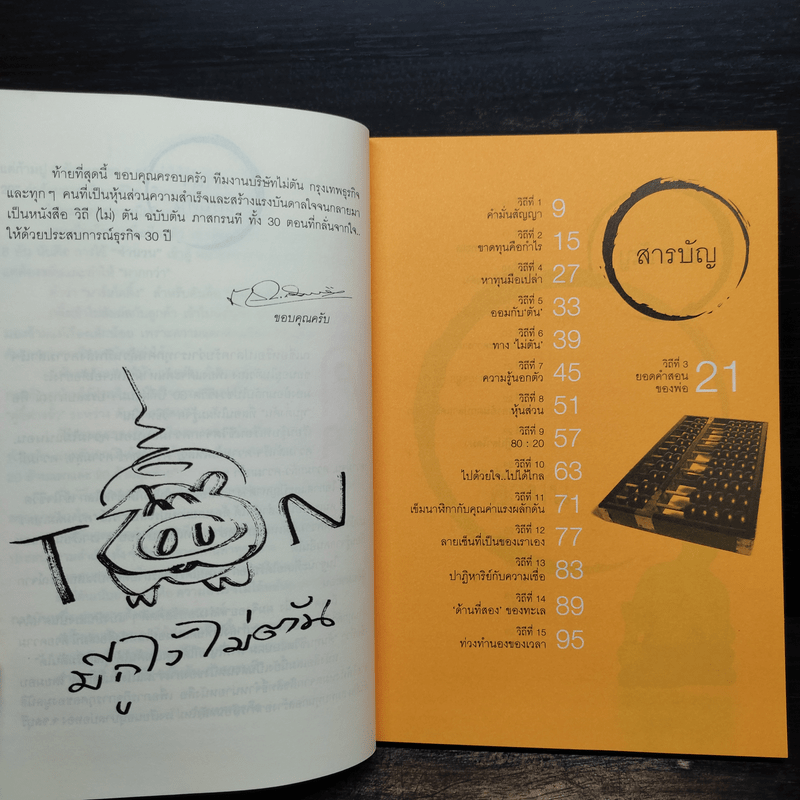 ท้ายที่สุดนี้ ขอบคุณครอบครัว ทีมงานบริษัทไม่ตัน กรุงเทพธุรกิจ
และทุกๆ คนที่เป็นหุ้นส่วนความสำเร็จและสร้างแรงบันดาลใจจนกลายมา
เป็นหนังสือ วิถี (ไม่) ตัน ฉบับตัน ภาสกรนที ทั้ง 30 ตอนที่กลั่นจากใจ..
ให้ด้วยประสบการณ์ธุรกิจ 30 ปี
ขอบคุณครับ
T N
ไม่ตัน
สารบัญ
วิถีที่ 1
คำมั่นสัญญา 9
วิถีที่ 2
ขาดทุนคือกำไร 15
วิถีที่ 3
ยอดคำสอน
ของพ่อ 21
วิถีที่ 4
หาทุนมือเปล่า 27
วิถีที่ 5
ออมกับ'ตัน' 33
วิถีที่ 6
ทาง 'ไม่ตัน' 39
วิถีที่ 7
ความรู้นอกตัว 45
วิถีที่ 8
หุ้นส่วน 51
วิถีที่ 9
80 : 20 57
วิถีที่ 10
ไปด้วยใจ..ไปได้ไกล 63
วิถีที่ 11
เข็มนาฬิกากับคุณค่าแรงผลักดัน 71
วิถีที่ 12
ลายเซ็นที่เป็นของเราเอง 77
วิถีที่ 13
ปาฏิหาริย์กับความเชื่อ 83
วิถีที่ 14
'ด้านที่สอง' ของทะเล 89
วิถีที่ 15
ท่วงทำนองของเวลา 95